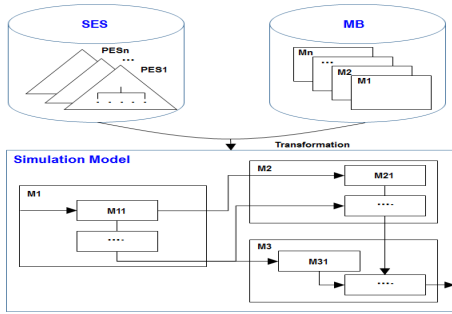 SES
MB
PESn
...
PES1
.....
Mn
...
M2
M1
Transformation
Simulation Model
M1
M11
....
M2
M21
....
M3
M31
....